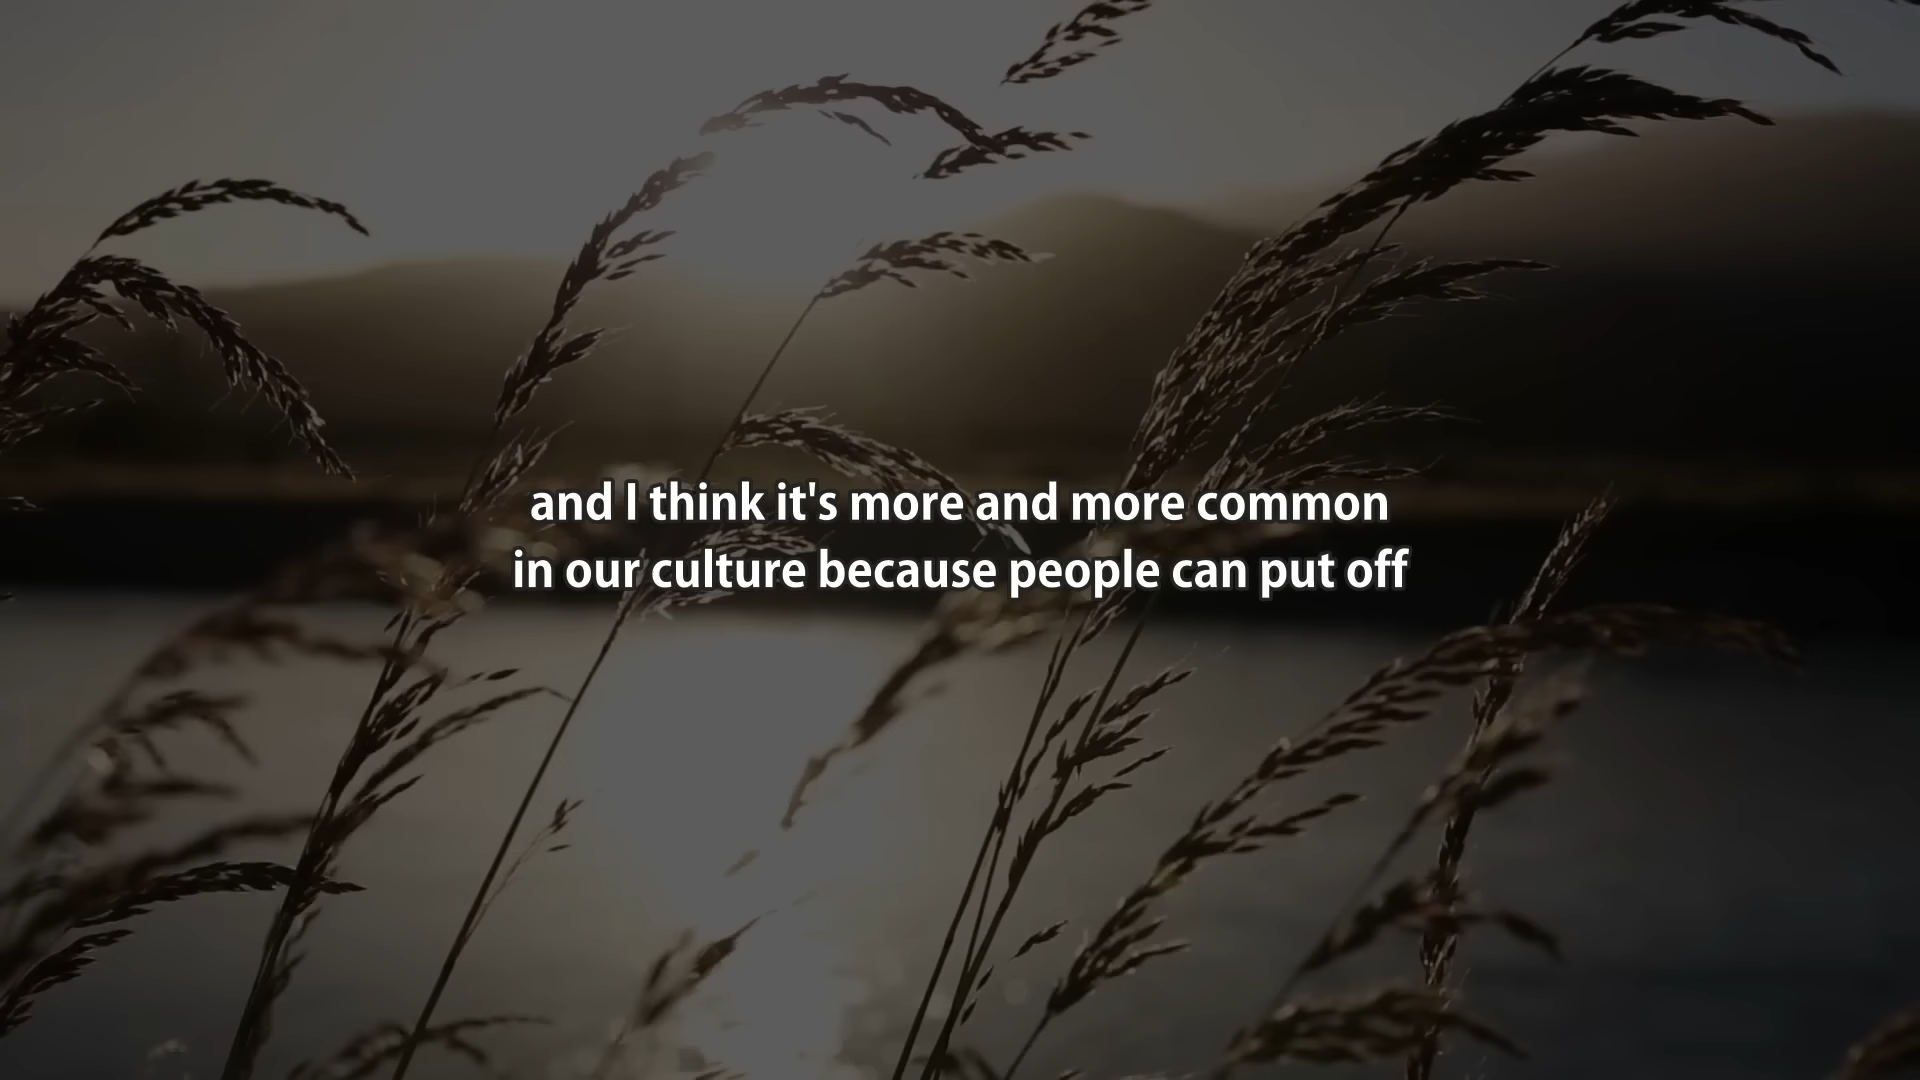 and I think it's more and more common
in our culture because people can put off